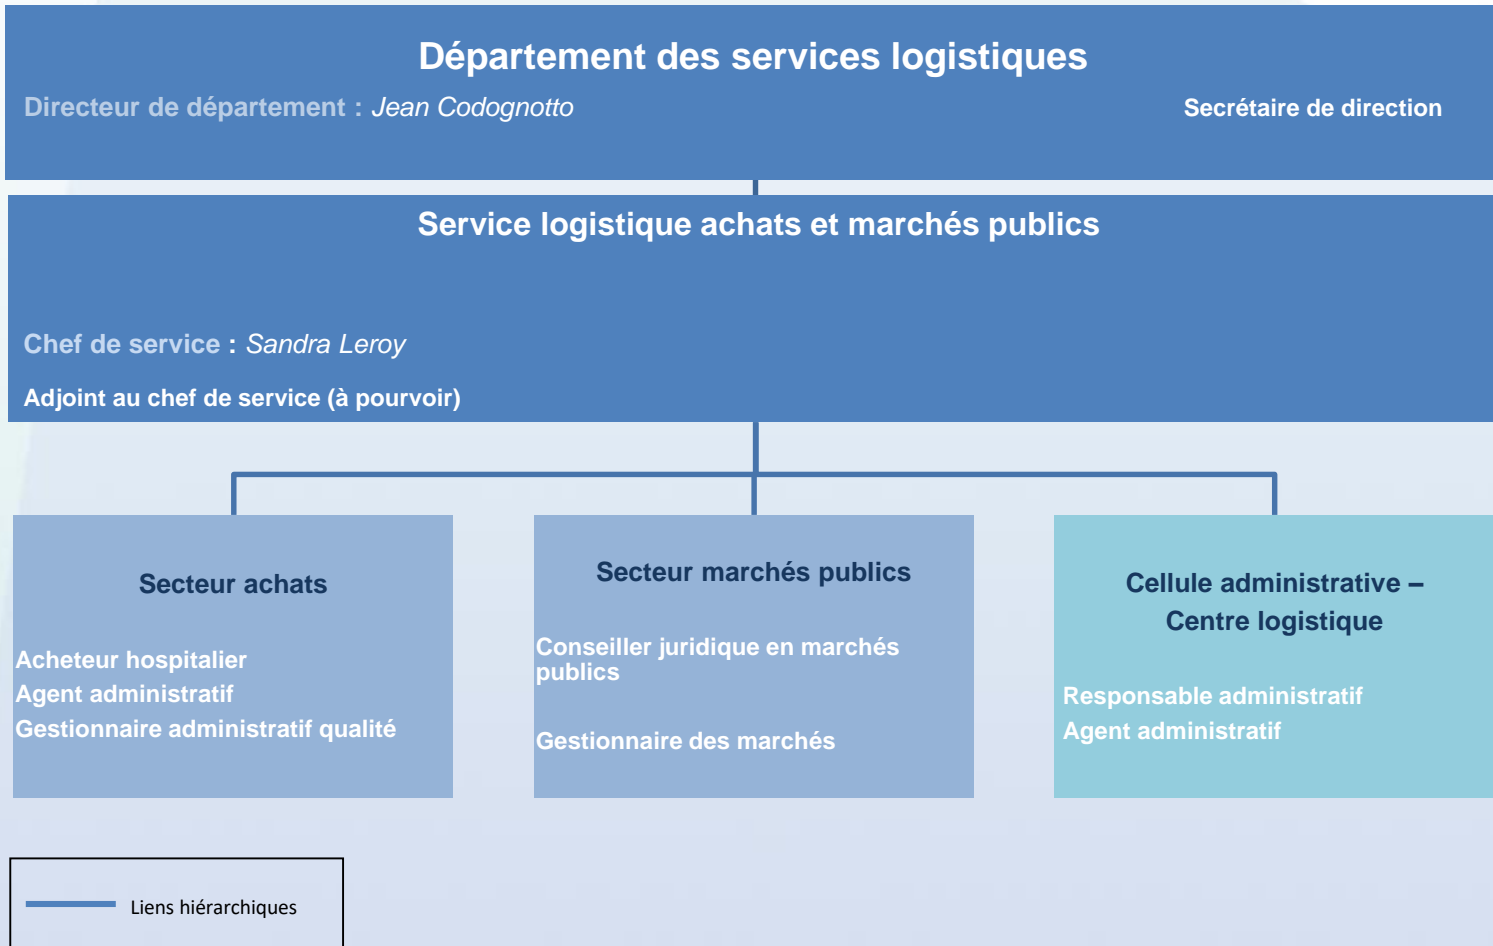 Département des services logistiques
Directeur de département : Jean Codognotto
Secrétaire de direction
Service logistique achats et marchés publics
Chef de service : Sandra Leroy
Adjoint au chef de service (à pourvoir)
Secteur achats
Acheteur hospitalier
Agent administratif
Gestionnaire administratif qualité
Secteur marchés publics
Conseiller juridique en marchés
publics
Gestionnaire des marchés
Cellule administrative –
Centre logistique
Responsable administratif
Agent administratif
Liens hiérarchiques